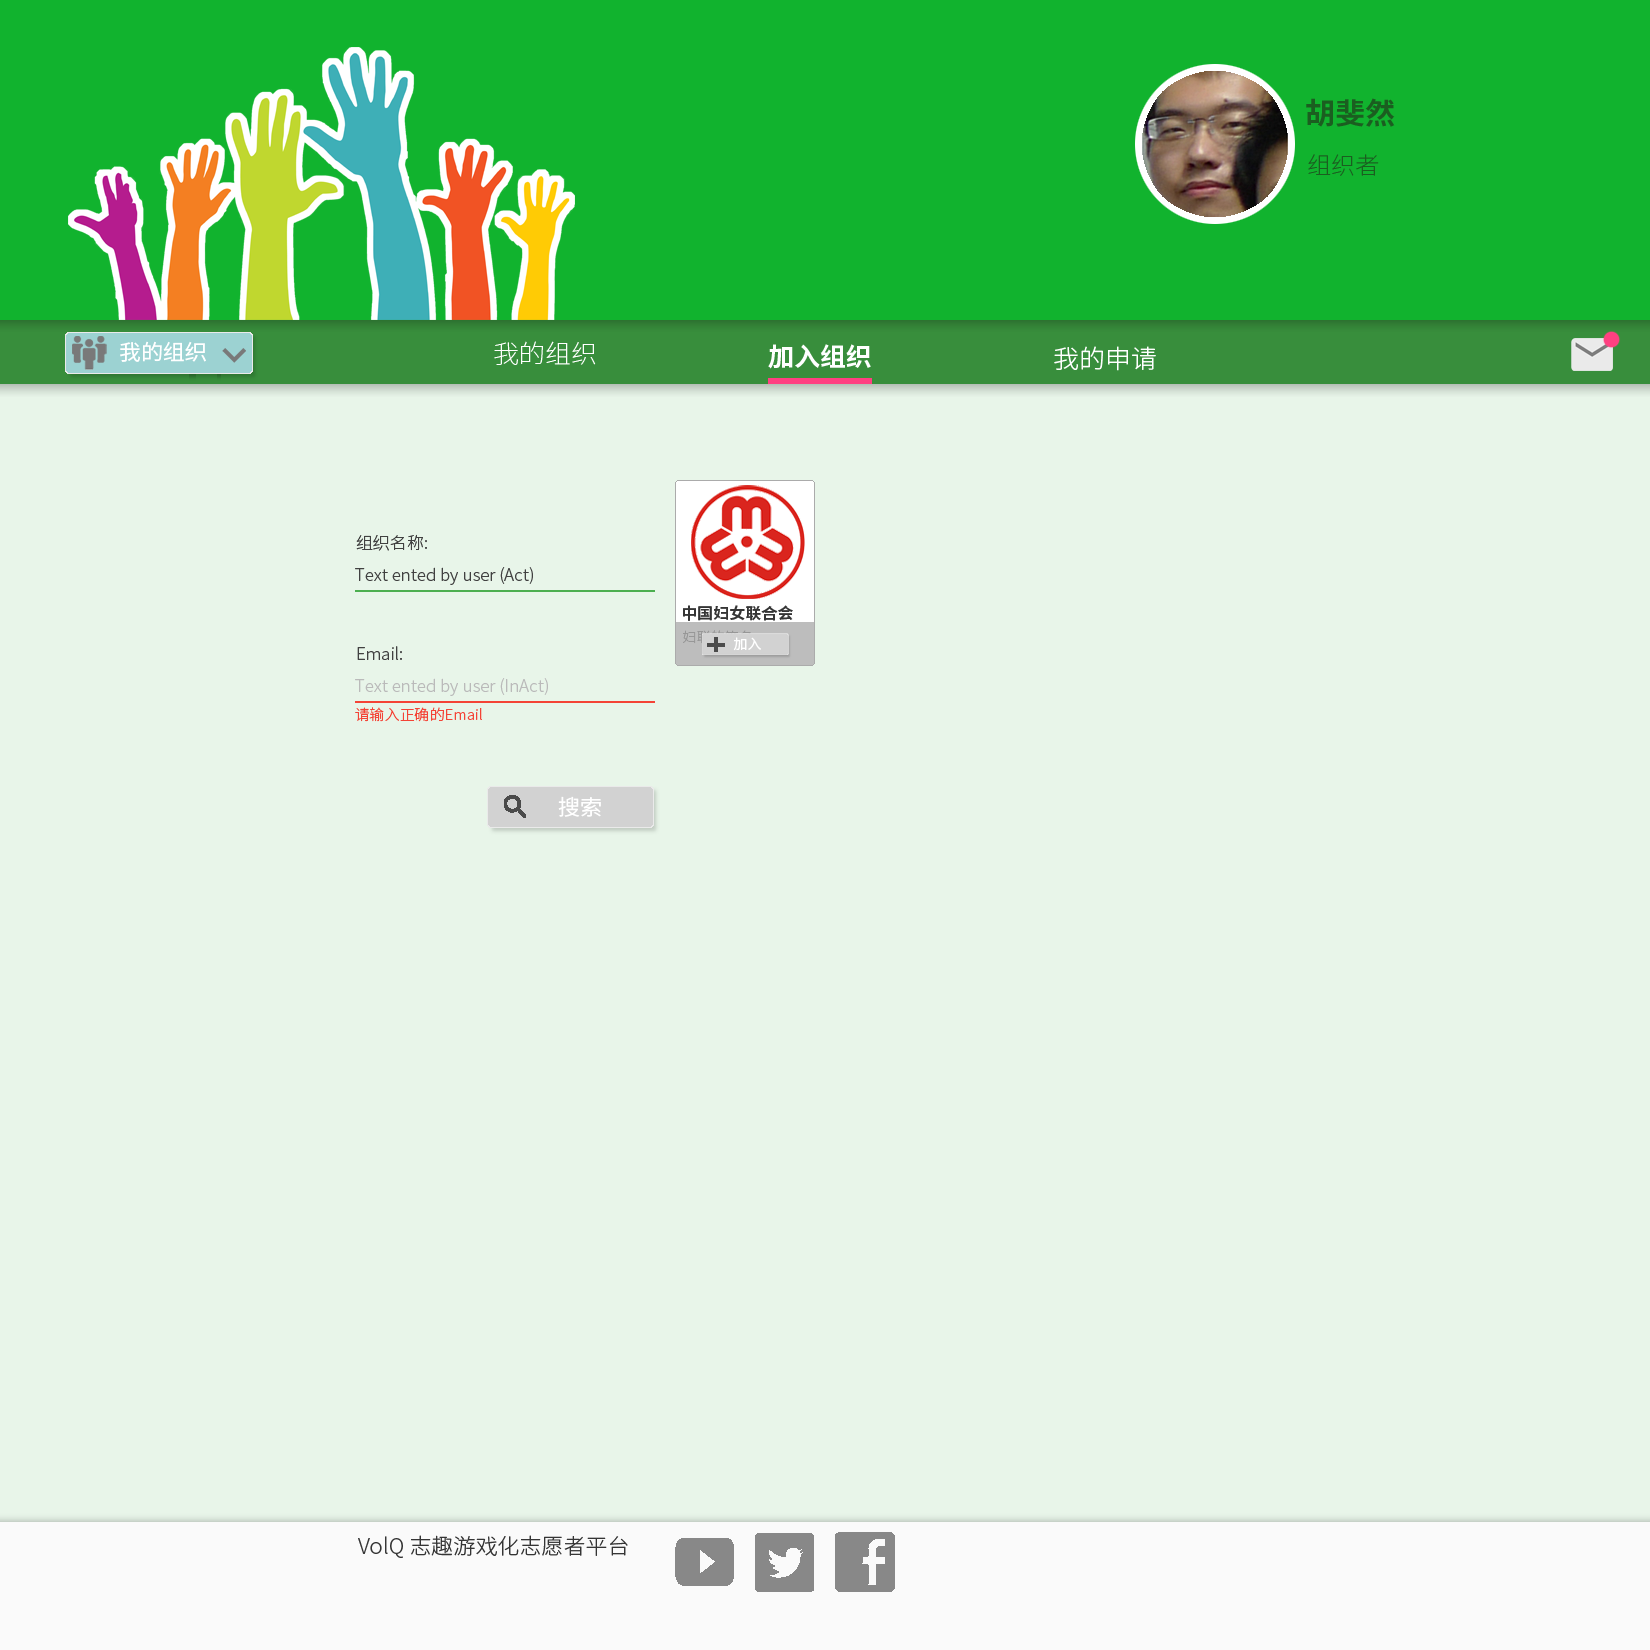 胡斐然
组织者
我的组织
我的组织
加入组织
我的申请
组织名称:
Text ented by user (Act)
Email:
Text ented by user (InAct)
请输入正确的Email
搜索
中国妇女联合会
加入
VolQ 志趣游戏化志愿者平台